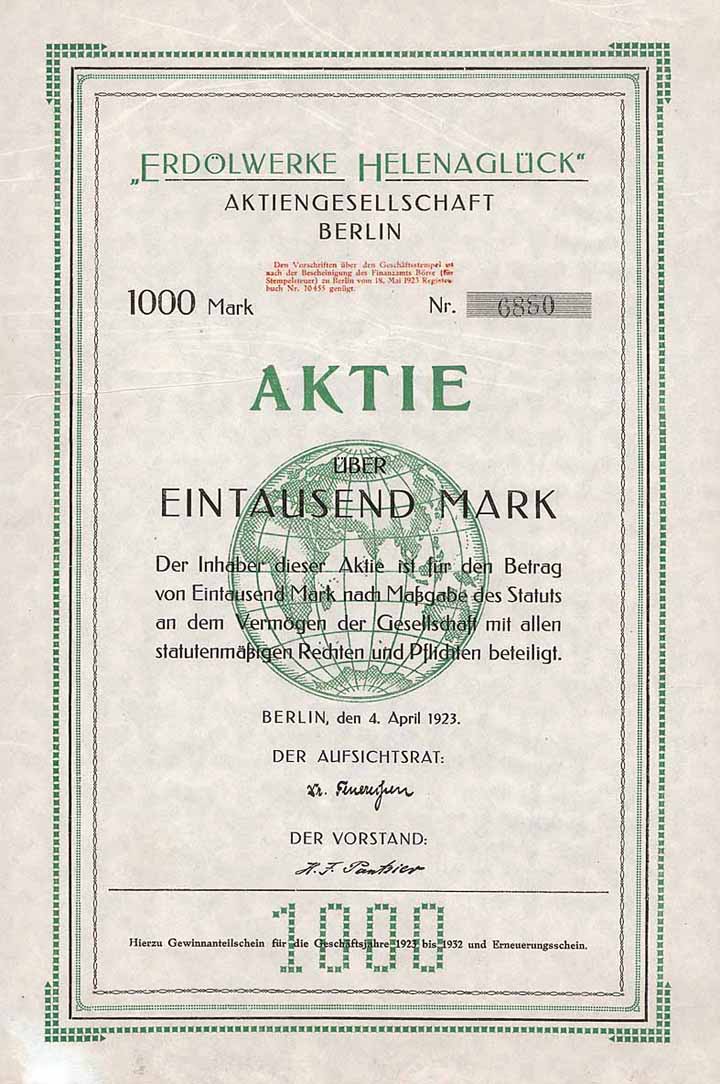 „ERDÖLWERKE HELENAGLÜCK“
AKTIENGESELLSCHAFT
BERLIN
Den Vorschriften über den Geschäftsstempel ist
nach der Bescheinigung des Finanzamts Börse (für
Stempelsteuer) zu Berlin vom 18. Mai 1923 Register-
buch Nr. 70455 genügt.
1000 Mark Nr. 6880
AKTIE
ÜBER
EINTAUSEND MARK
Der Inhaber dieser Aktie ist für den Betrag
von Eintausend Mark nach Maßgabe des Statuts
an dem Vermögen der Gesellschaft mit allen
statutenmäßigen Rechten und Pflichten beteiligt.
BERLIN, den 4. April 1923.
DER AUFSICHTSRAT:
Dr.
DER VORSTAND:
H. F.
1000
Hierzu Gewinnanteilschein für die Geschäftsjahre 1923 bis 1932 und Erneuerungsschein.